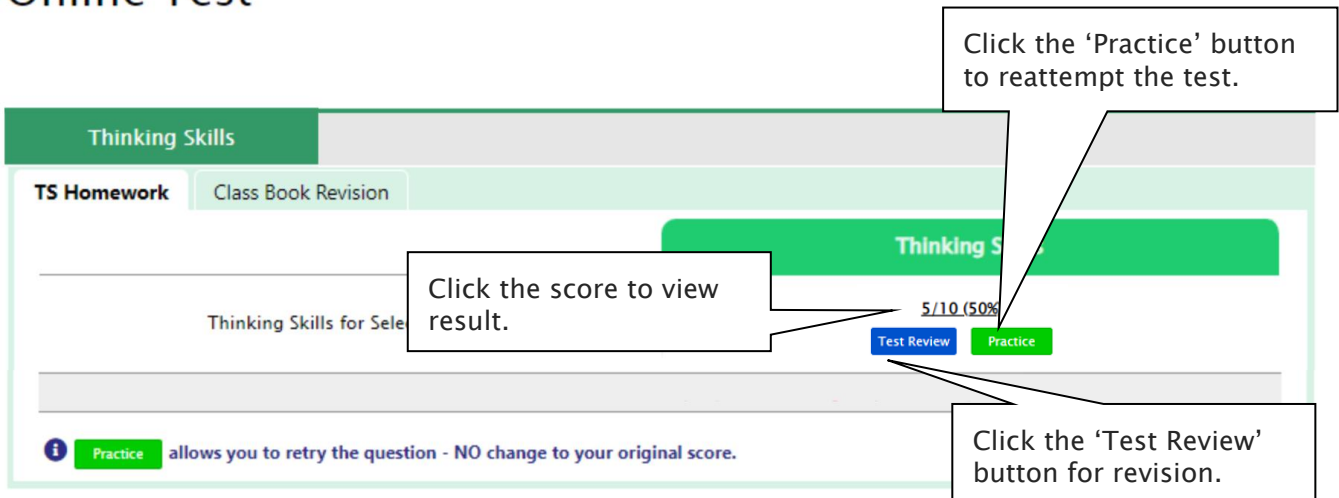 Online Test
Click the ‘Practice’ button
to reattempt the test.
Thinking Skills
TS Homework
Class Book Revision
Thinking
Click the score to view
result.
Thinking Skills for
5/10 (50%
Test Review
Practice
Click the ‘Test Review’
button for revision.
Practice allows you to retry the question - NO change to your original score.